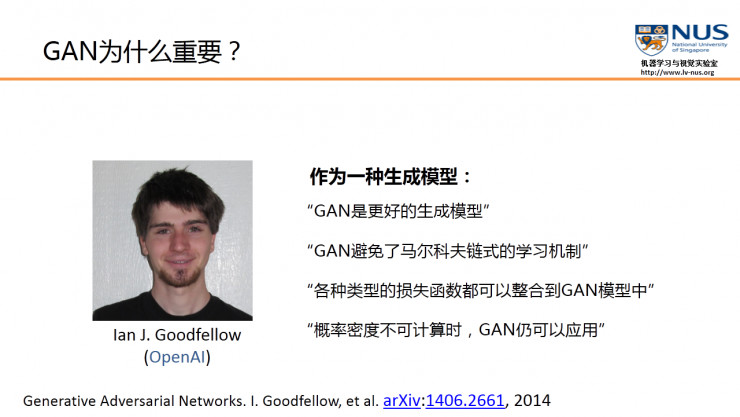 GAN为什么重要？
NUS
National University
of Singapore
机器学习与视觉实验室
http://www.lv-nus.org
作为一种生成模型：
“GAN是更好的生成模型”
“GAN避免了马尔科夫链式的学习机制”
“各种类型的损失函数都可以整合到GAN模型中”
“概率密度不可计算时，GAN仍可以应用”
Ian J. Goodfellow
(OpenAI)
Generative Adversarial Networks. I. Goodfellow, et al. arXiv:1406.2661, 2014